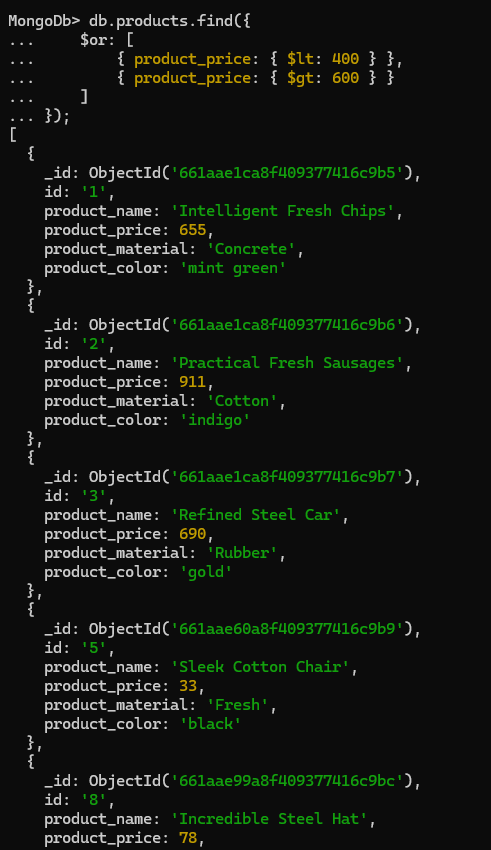 MongoDb> db.products.find({
...     $or: [
...         { product_price: { $lt: 400 } },
...         { product_price: { $gt: 600 } }
...     ]
... });
[
  {
    _id: ObjectId('661aae1ca8f409377416c9b5'),
    id: '1',
    product_name: 'Intelligent Fresh Chips',
    product_price: 655,
    product_material: 'Concrete',
    product_color: 'mint green'
  },
  {
    _id: ObjectId('661aae1ca8f409377416c9b6'),
    id: '2',
    product_name: 'Practical Fresh Sausages',
    product_price: 911,
    product_material: 'Cotton',
    product_color: 'indigo'
  },
  {
    _id: ObjectId('661aae1ca8f409377416c9b7'),
    id: '3',
    product_name: 'Refined Steel Car',
    product_price: 690,
    product_material: 'Rubber',
    product_color: 'gold'
  },
  {
    _id: ObjectId('661aae60a8f409377416c9b9'),
    id: '5',
    product_name: 'Sleek Cotton Chair',
    product_price: 33,
    product_material: 'Fresh',
    product_color: 'black'
  },
  {
    _id: ObjectId('661aae99a8f409377416c9bc'),
    id: '8',
    product_name: 'Incredible Steel Hat',
    product_price: 78,